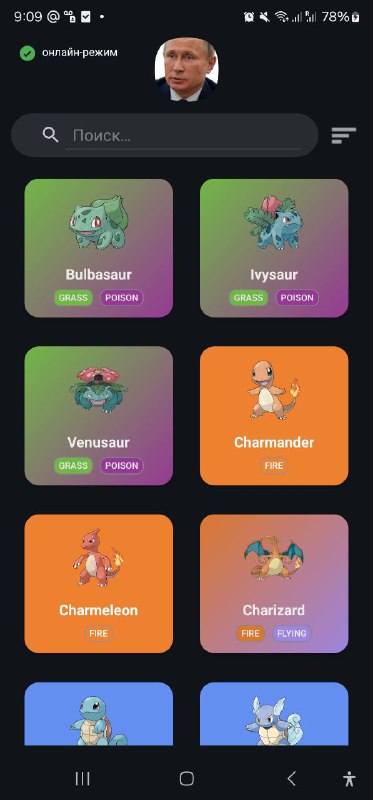 9:09
78%
онлайн-режим
Поиск...
Bulbasaur
GRASS POISON
Ivysaur
GRASS POISON
Venusaur
GRASS POISON
Charmander
FIRE
Charmeleon
FIRE
Charizard
FIRE FLYING